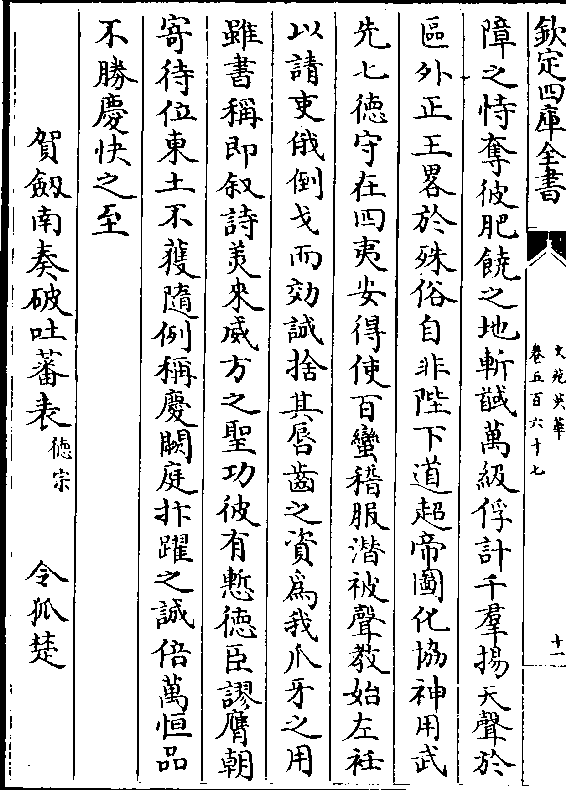 欽定四庫全書
文苑英華
卷五百六十七
十一
障之恃奪彼肥饒之地斬馘萬級俘計千羣揚天聲於
區外正王畧於殊俗自非陛下道超帝圖化協神用武
先七德守在四夷安得使百蠻稽服潛被聲教始左袵
以請吏俄倒戈而効誠捨其唇齒之資爲我爪牙之用
雖書稱即叙詩美來威方之聖功彼有慙德臣謬膺朝
寄待位東土不獲隨例稱慶闕庭抃躍之誠倍萬恒品
不勝慶快之至
賀劔南奏破吐蕃表德宗 令狐楚